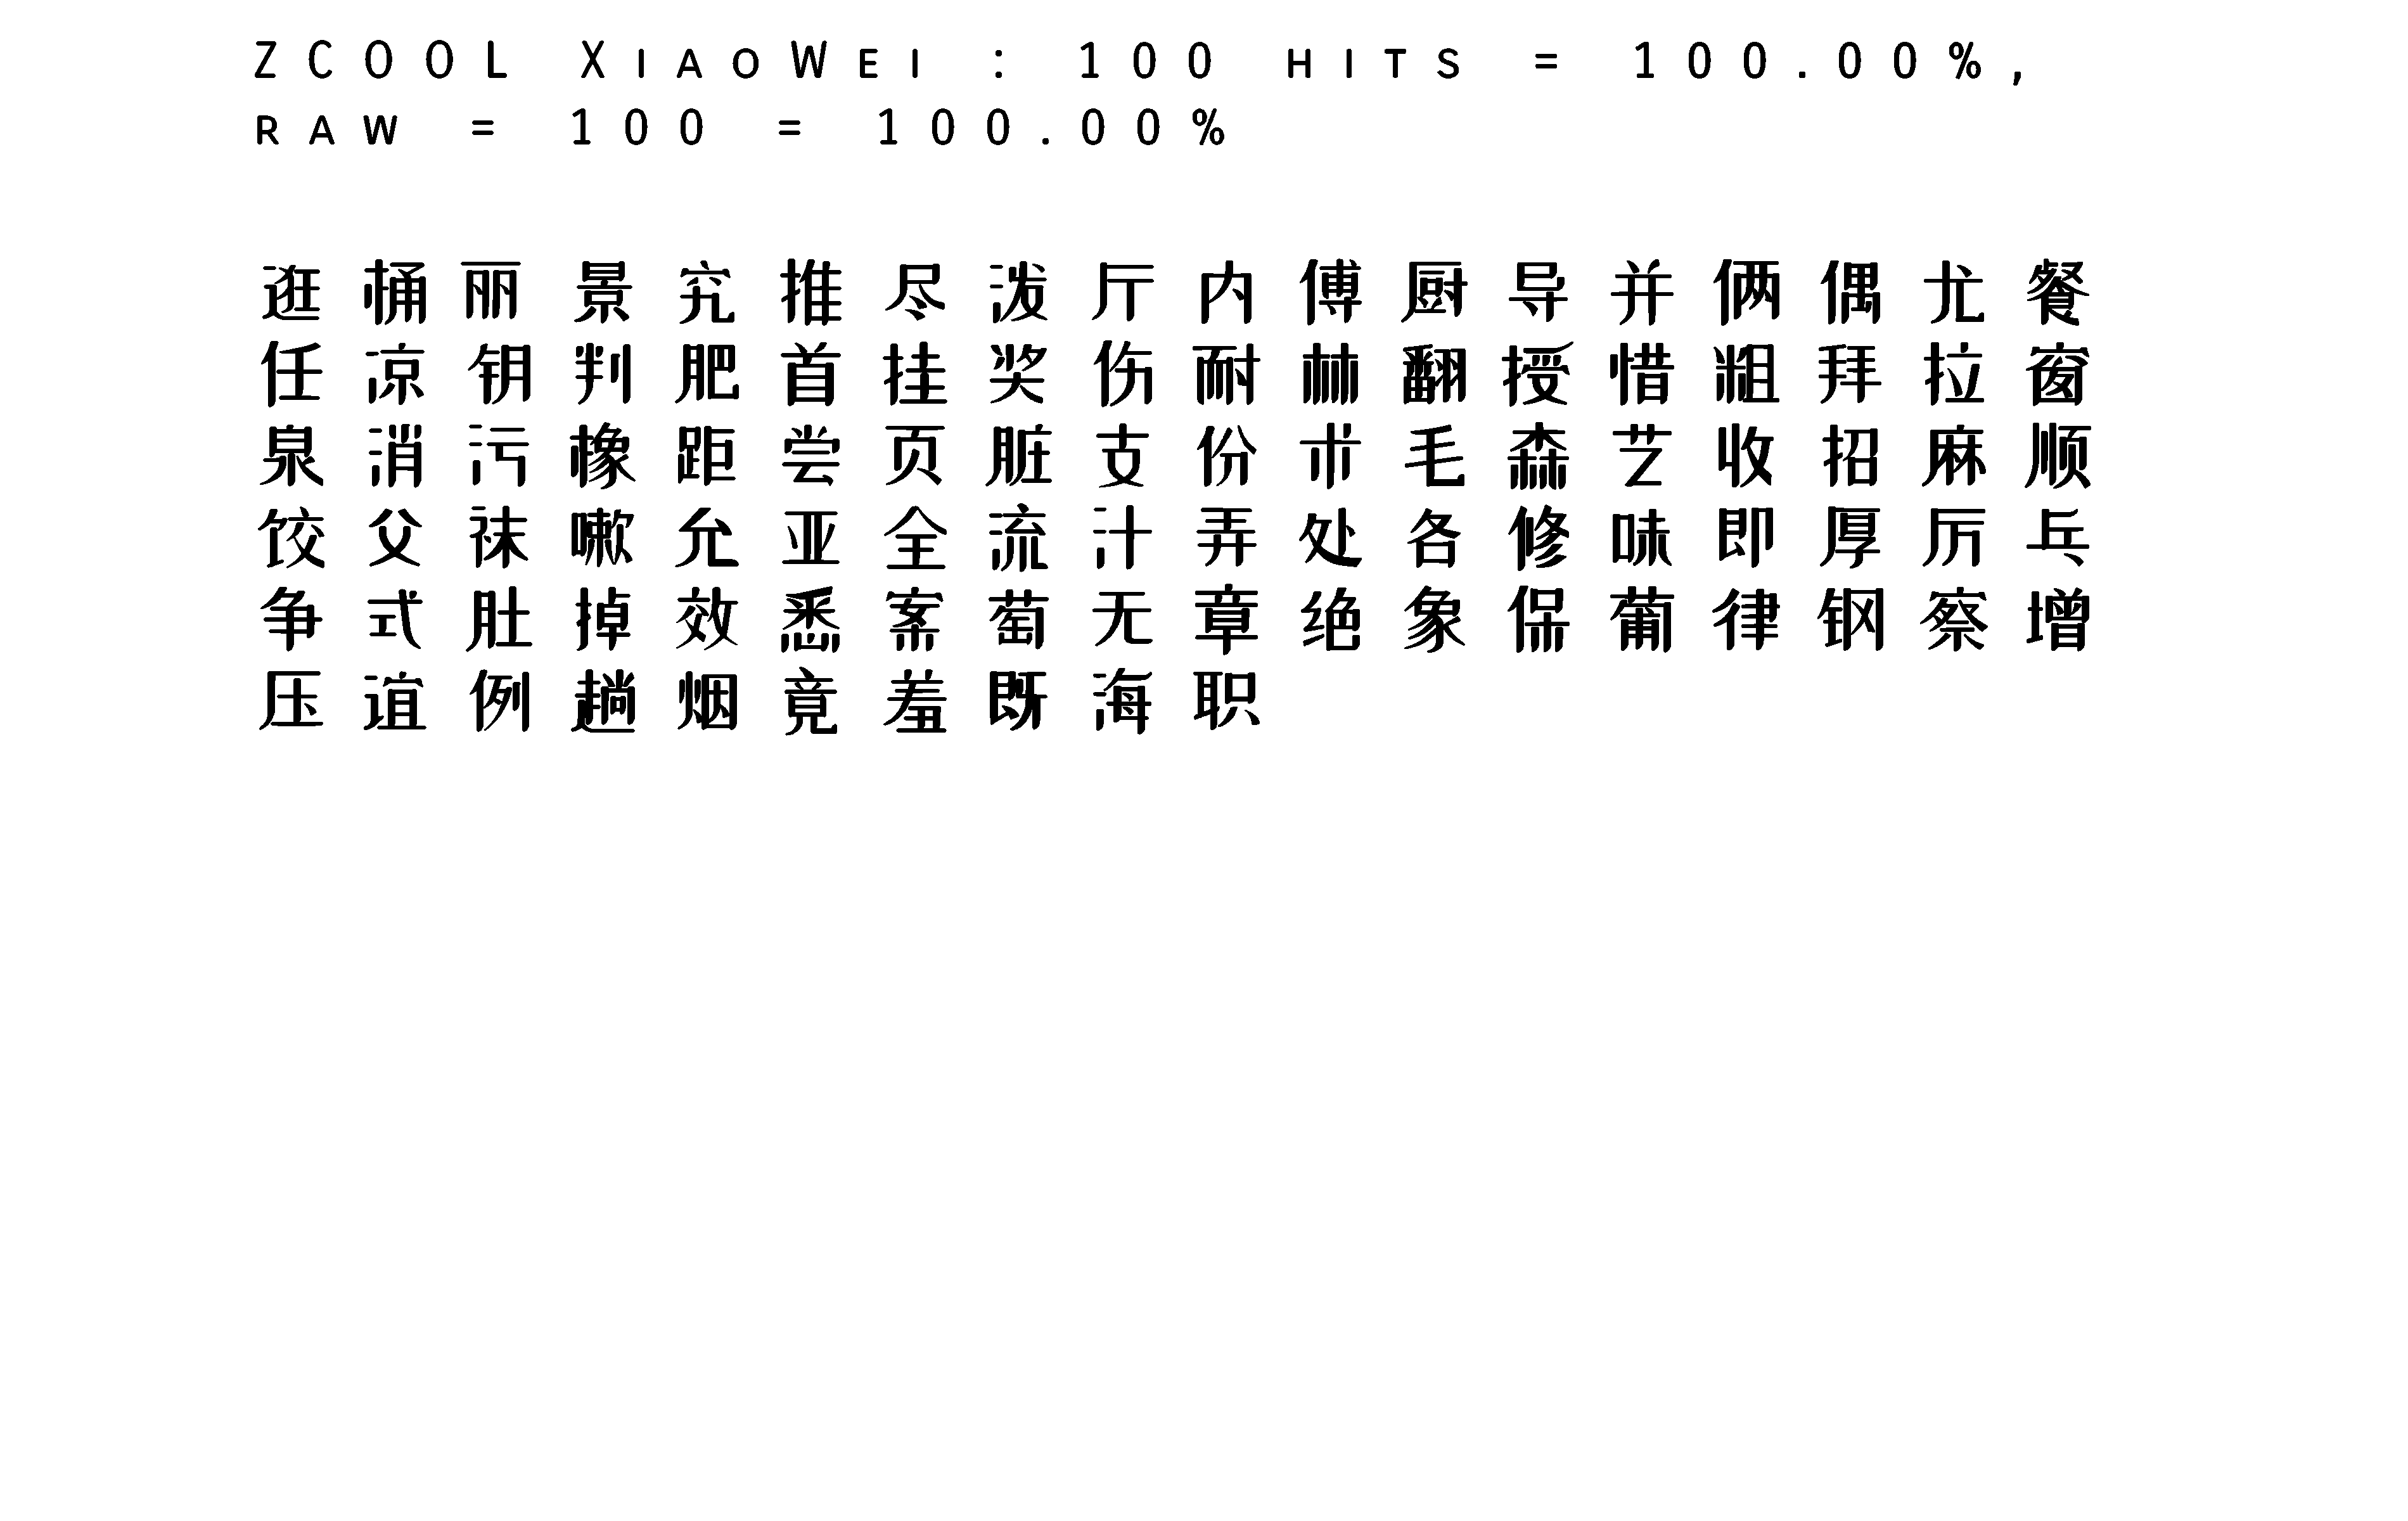 ZCOOL XiaoWei : 100 hits = 100.00%,
raw = 100 = 100.00%
逛 桶 丽 景 究 推 尽 泼 厅 内 傅 厨 导 并 俩 偶 尤 餐
任 凉 钥 判 肥 首 挂 奖 伤 耐 林 翻 授 惜 粗 拜 拉 窗
泉 消 污 橡 距 尝 页 脏 支 份 术 毛 森 艺 收 招 麻 顺
饺 父 袜 嗽 允 亚 全 流 汁 弄 处 各 修 味 即 厚 厉 乓
争 式 肚 掉 效 悉 案 萄 无 章 绝 象 保 葡 律 钢 察 增
压 谊 例 趟 烟 竟 羞 既 海 职